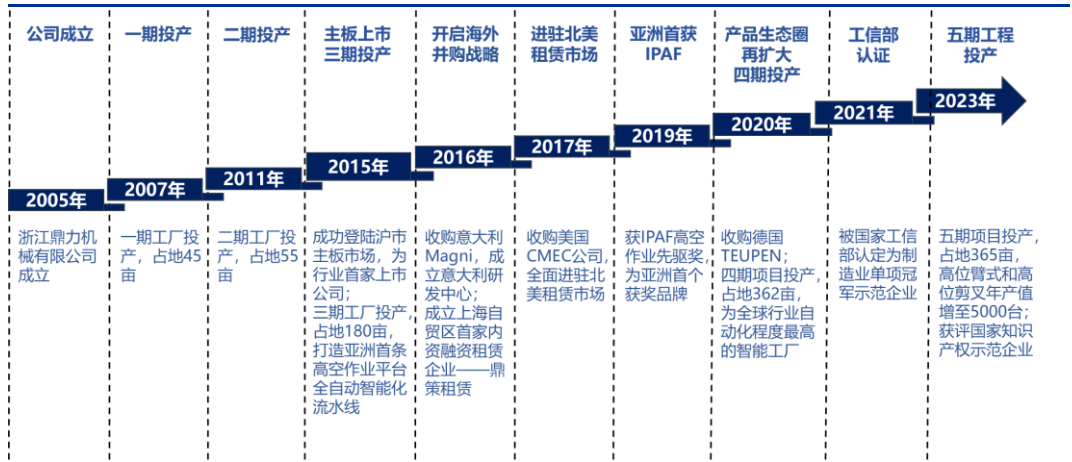 公司成立
一期投产
二期投产
主板上市
三期投产
开启海外
并购战略
进驻北美
租赁市场
亚洲首获
IPAF
产品生态圈
再扩大
四期投产
工信部
认证
五期工程
投产
2005年
2007年
2011年
2015年
2016年
2017年
2019年
2020年
2021年
2023年
浙江鼎力机
械有限公司
成立
一期工厂投
产，占地45
亩
二期工厂投
产，占地55
亩
成功登陆沪市
主板市场，为
行业首家上市
公司；
三期工厂投产，
占地180亩，
打造亚洲首条
高空作业平台
全自动智能化
流水线
收购意大利
Magni，成
立意大利研
发中心；
成立上海自
贸区首家内
资融资租赁
企业——鼎
策租赁
收购美国
CMEC公司，
全面进驻北
美租赁市场
获IPAF高空
作业先驱奖，
为亚洲首个
获奖品牌
收购德国
TEUPEN；
四期项目投产，
占地362亩，
为全球行业自
动化程度最高
的智能工厂
被国家工信
部认定为制
造业单项冠
军示范企业
五期项目投产，
占地365亩，
高位臂式和高
位剪叉年产值
增至5000台；
获评国家知识
产权示范企业